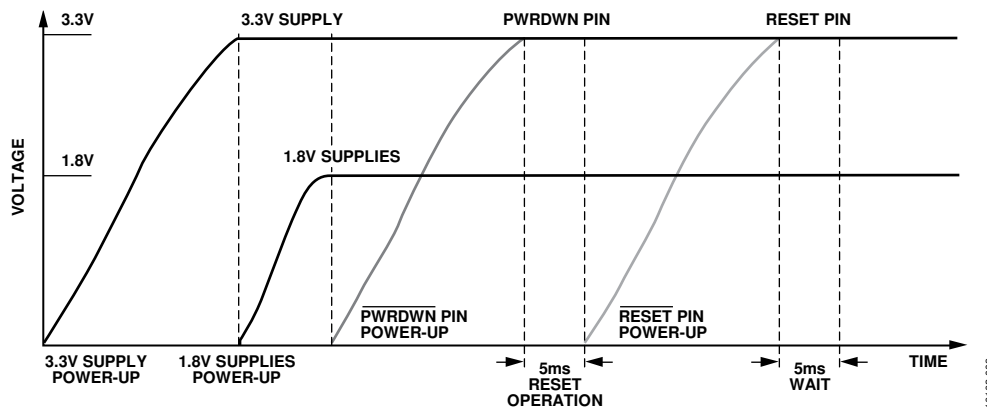 3.3V
3.3V SUPPLY
PWRDWN PIN
RESET PIN
1.8V
1.8V SUPPLIES
VOLTAGE
PWRDWN PIN
POWER-UP
RESET PIN
POWER-UP
3.3V SUPPLY
POWER-UP
1.8V SUPPLIES
POWER-UP
5ms
RESET
OPERATION
5ms
WAIT
TIME